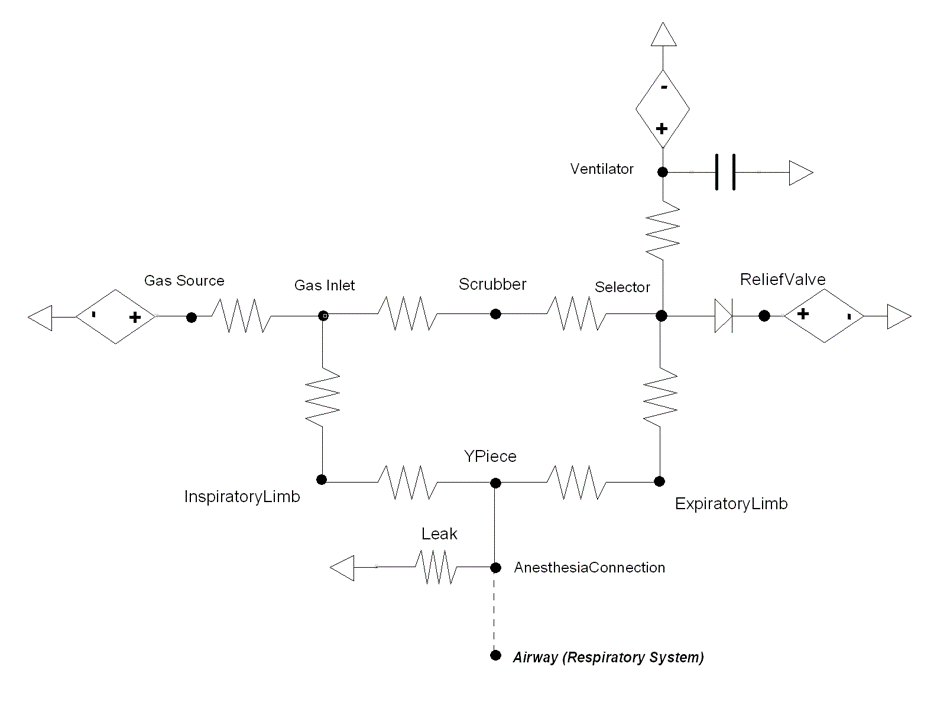 -
+
Ventilator
ReliefValve
Gas Source
Gas Inlet
Scrubber
Selector
- +
+ -
YPiece
InspiratoryLimb
ExpiratoryLimb
Leak
AnesthesiaConnection
Airway (Respiratory System)